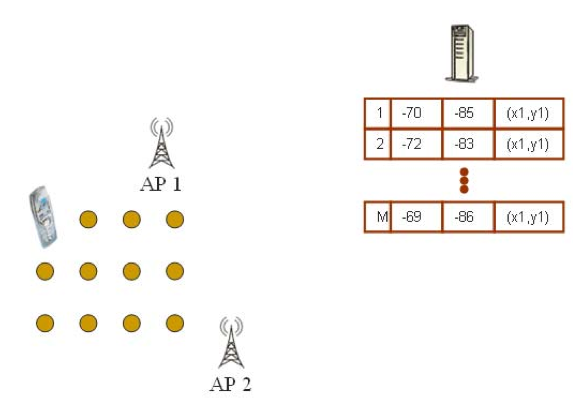 1 -70 -85 (x1,y1)
2 -72 -83 (x1,y1)
M -69 -86 (x1,y1)
AP 1
AP 2